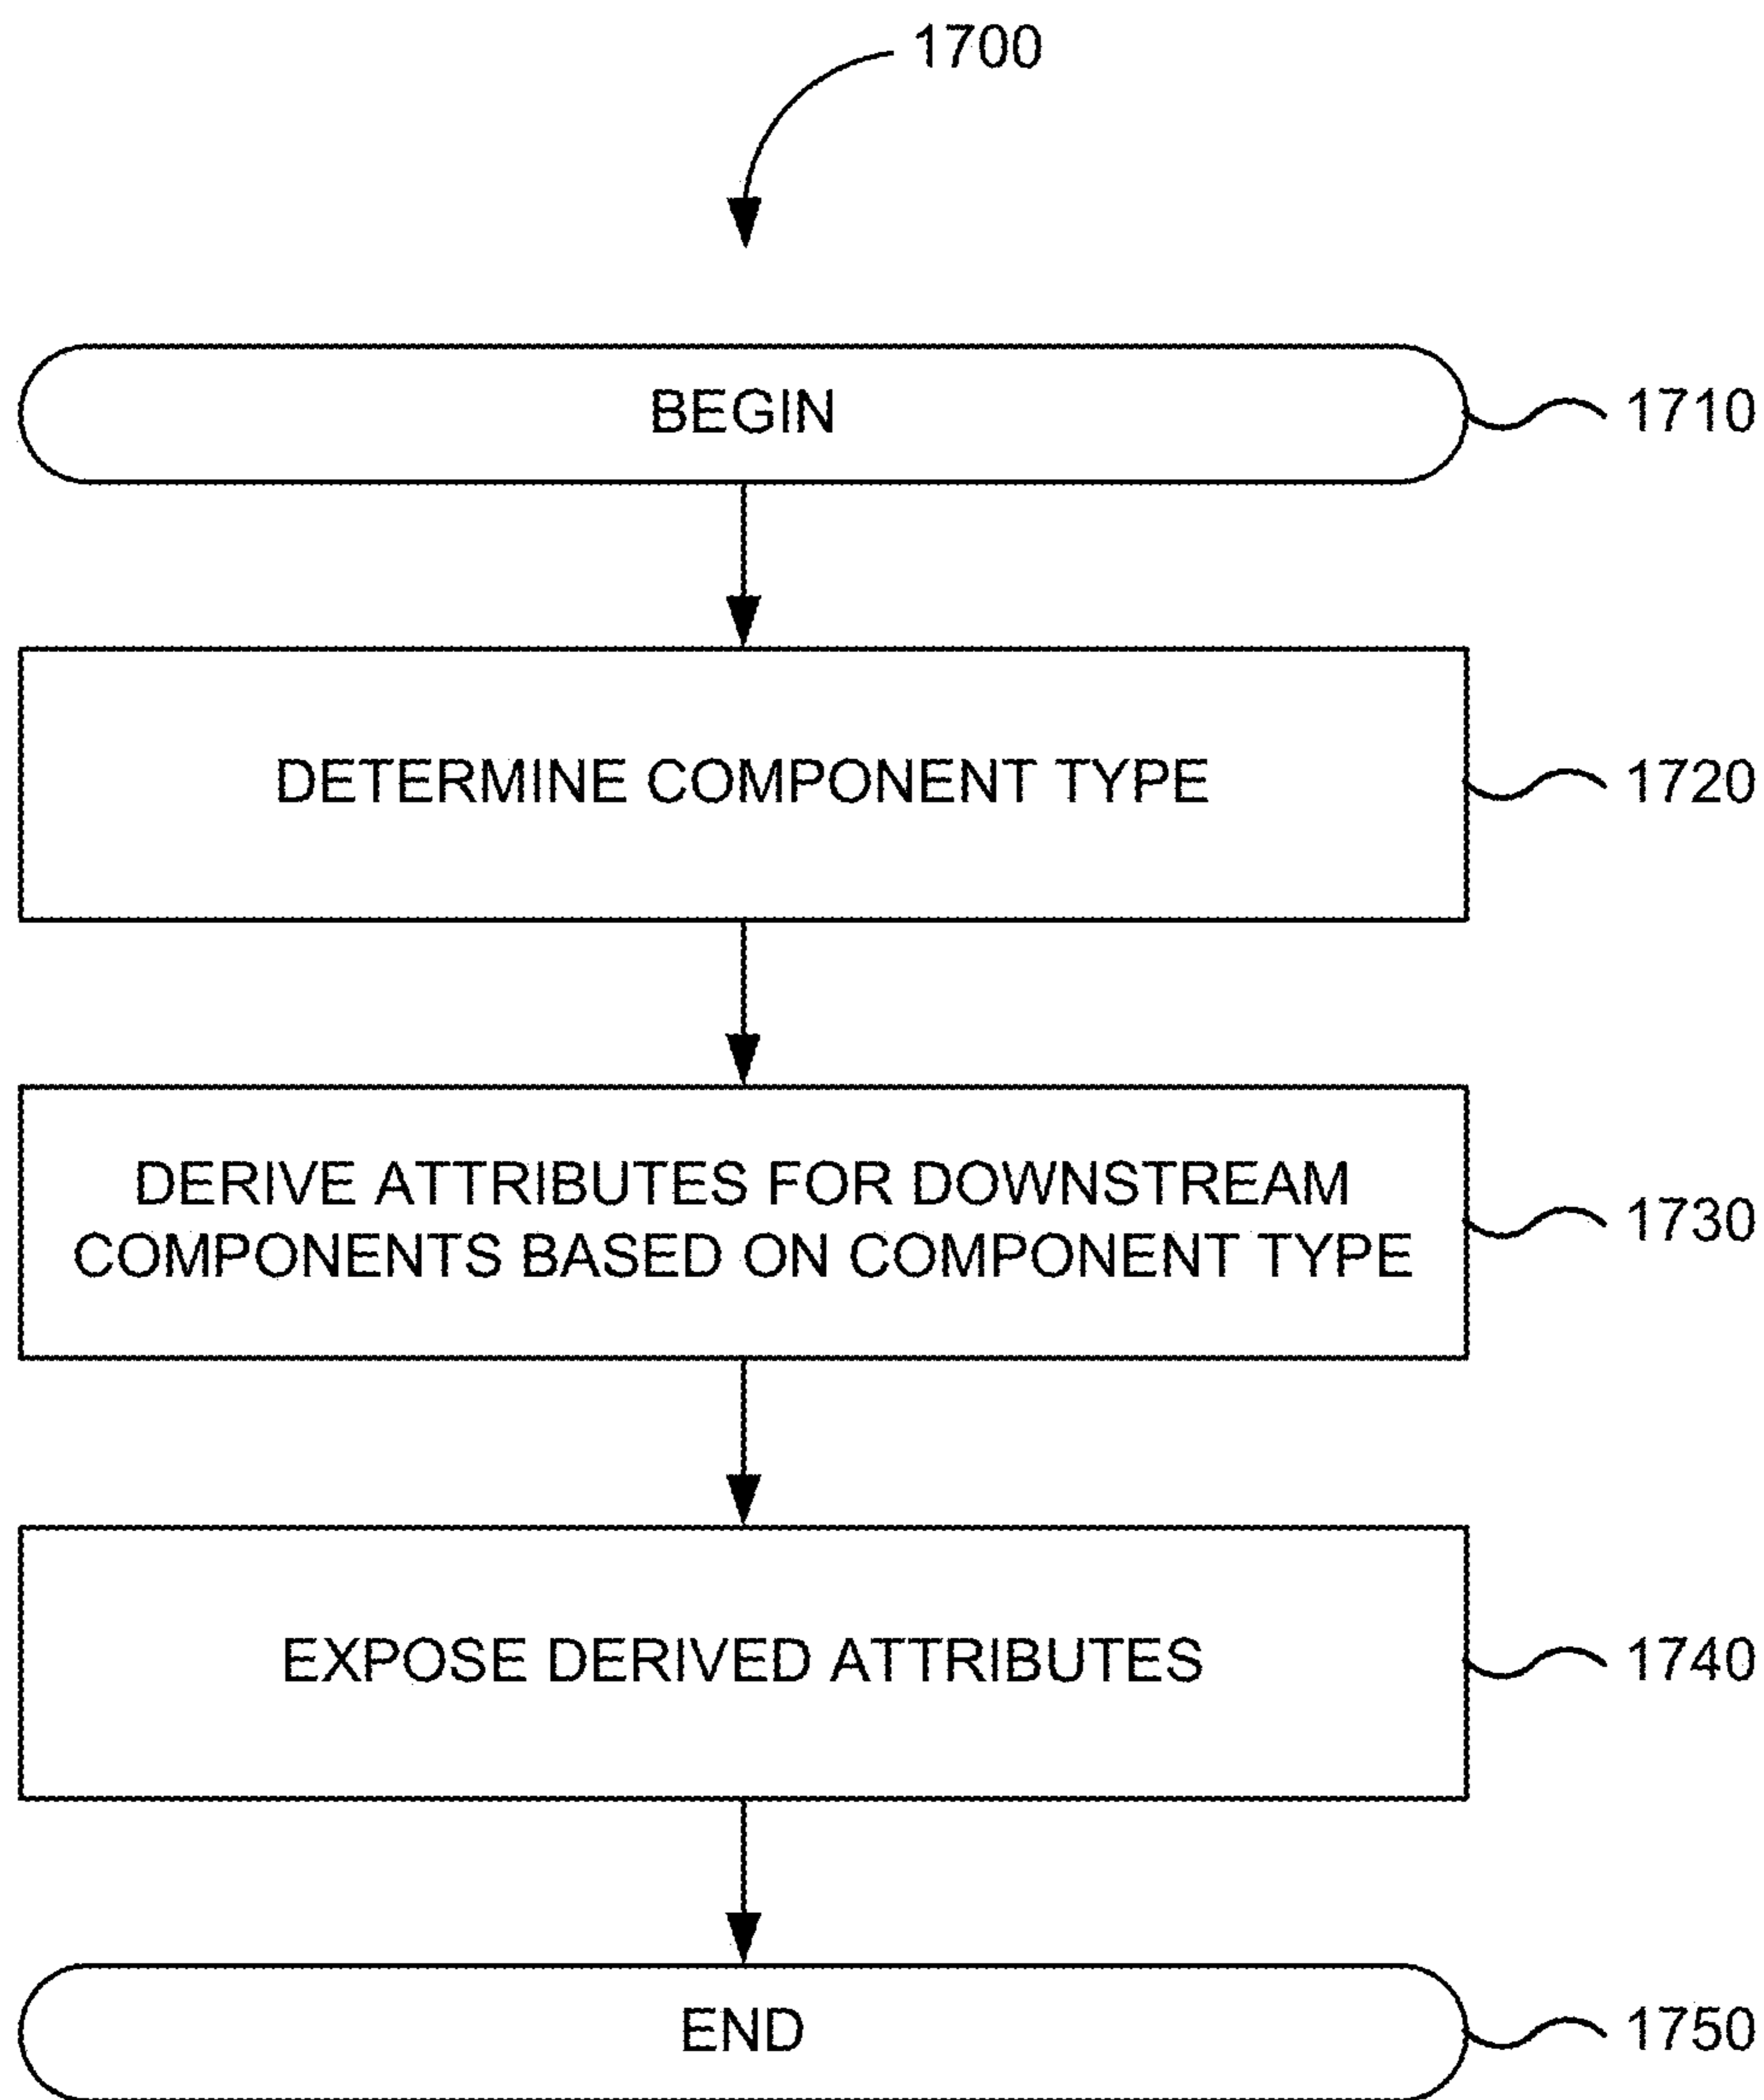 1700
BEGIN
1710
DETERMINE COMPONENT TYPE
1720
DERIVE ATTRIBUTES FOR DOWNSTREAM
COMPONENTS BASED ON COMPONENT TYPE
1730
EXPOSE DERIVED ATTRIBUTES
1740
END
1750